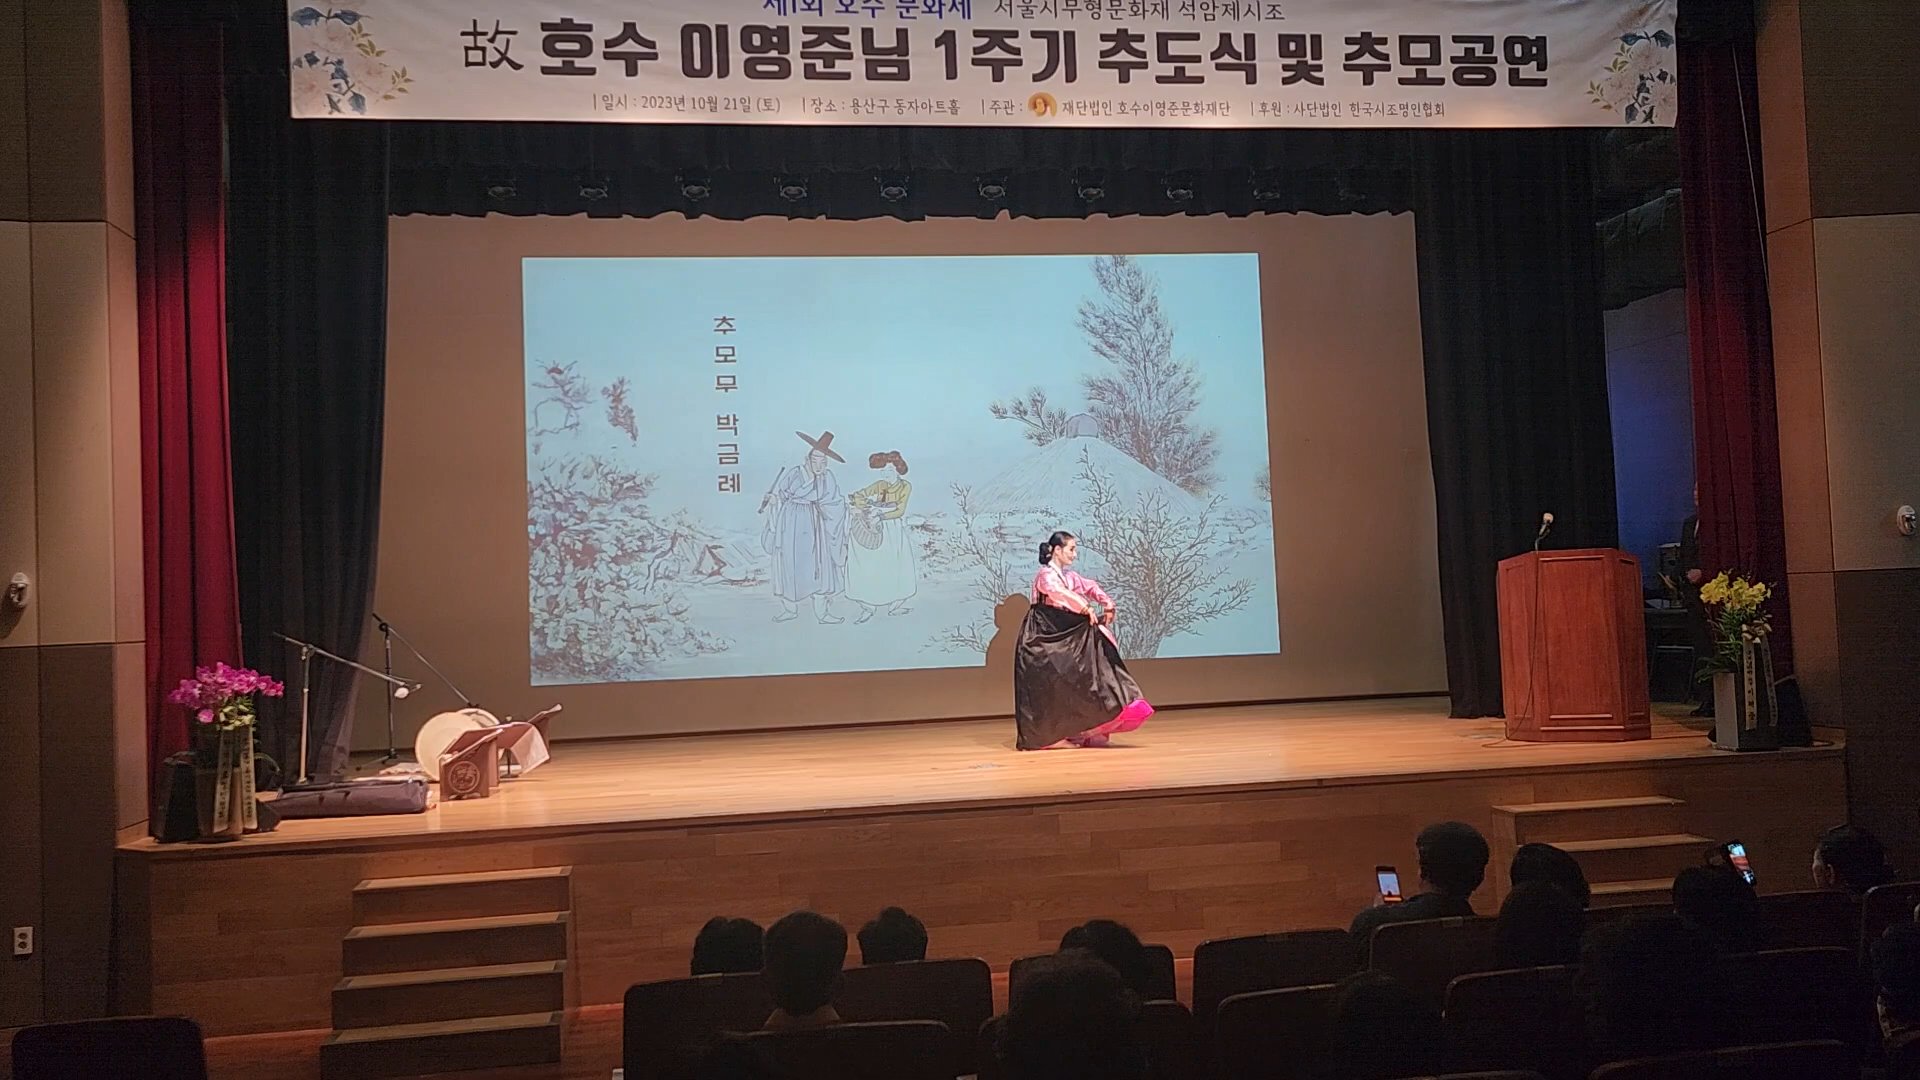 제1회 호수 문화제 서울시무형문화재 석암제시조
故 호수 이영준님 1주기 추도식 및 추모공연
| 일시 : 2023년 10월 21일 (토) | 장소 : 용산구 동자아트홀 | 주관 : 재단법인 호수이영준문화재단 | 후원 : 사단법인 한국시조명인협회
추모무 박금례